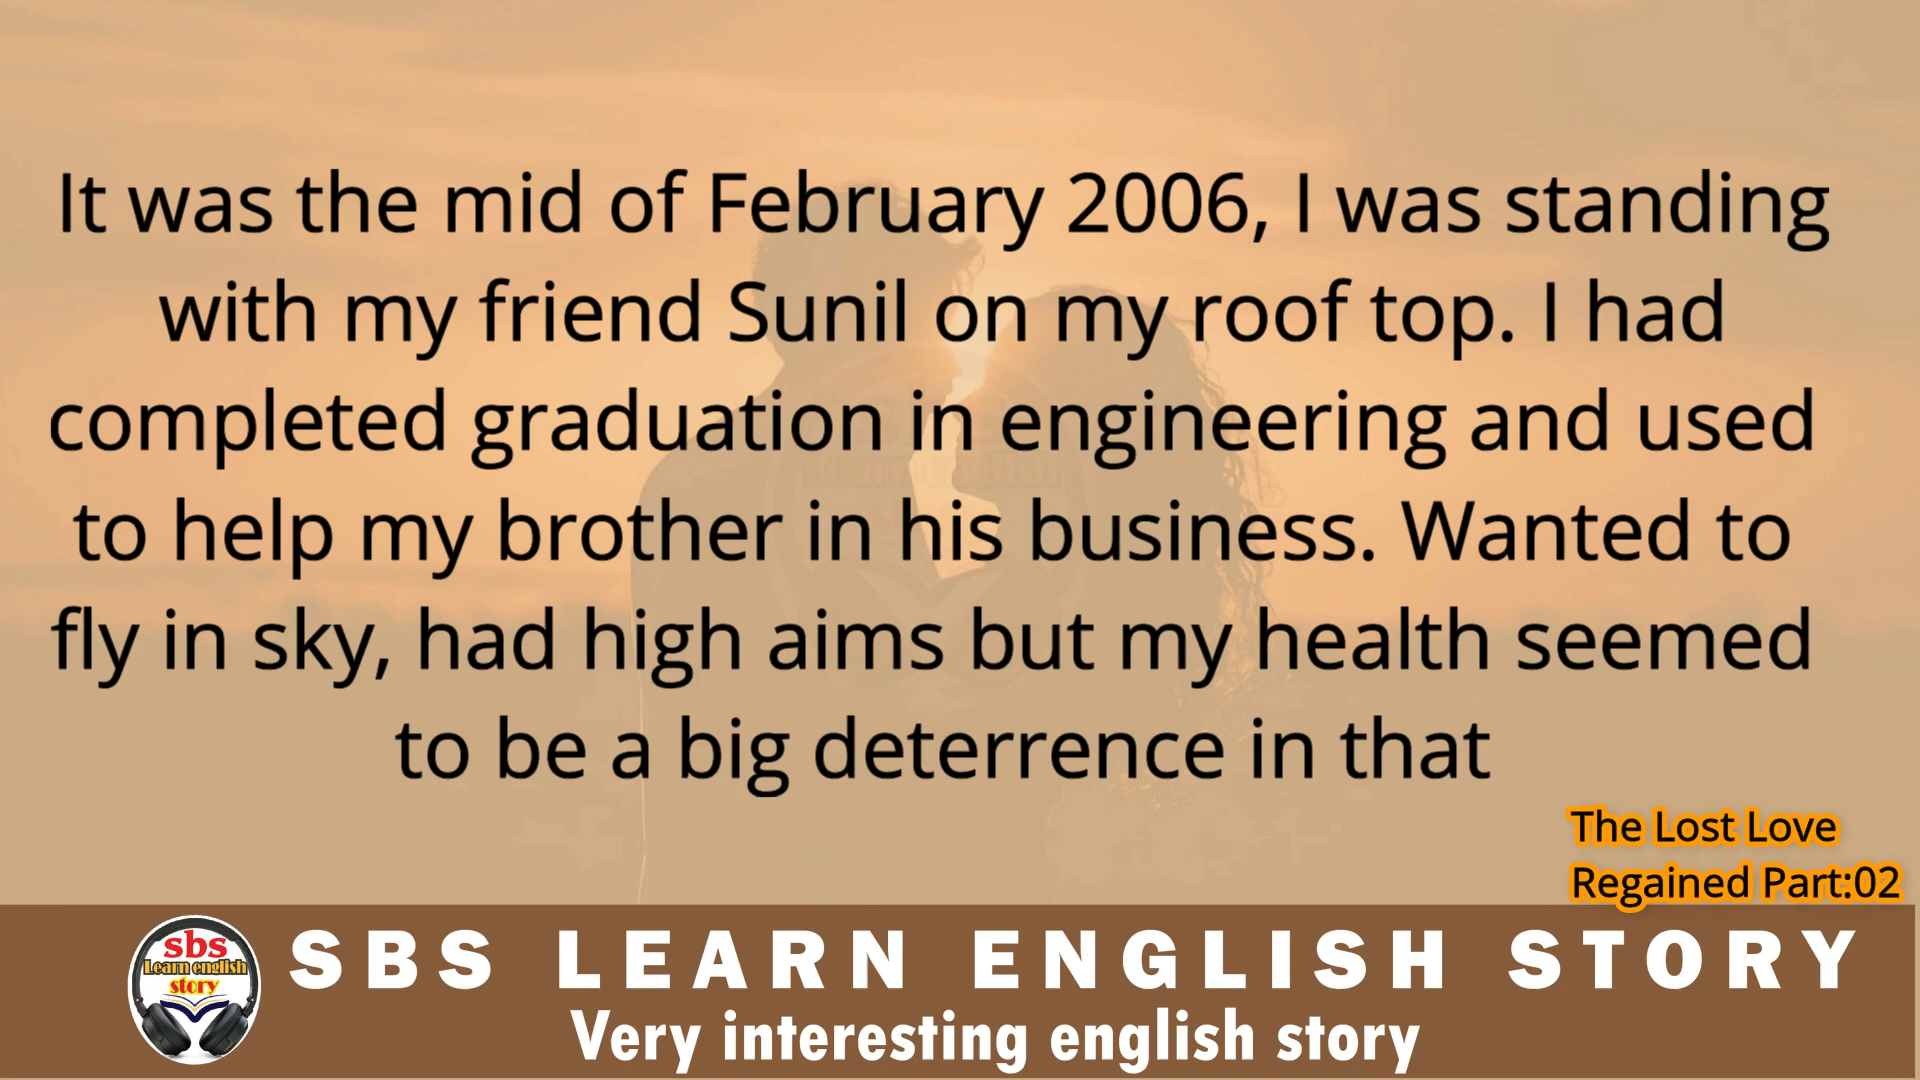 It was the mid of February 2006, I was standing
with my friend Sunil on my roof top. I had
completed graduation in engineering and used
to help my brother in his business. Wanted to
fly in sky, had high aims but my health seemed
to be a big deterrence in that
The Lost Love
Regained Part:02
sbs
Learn english
story
SBS LEARN ENGLISH STORY
Very interesting english story